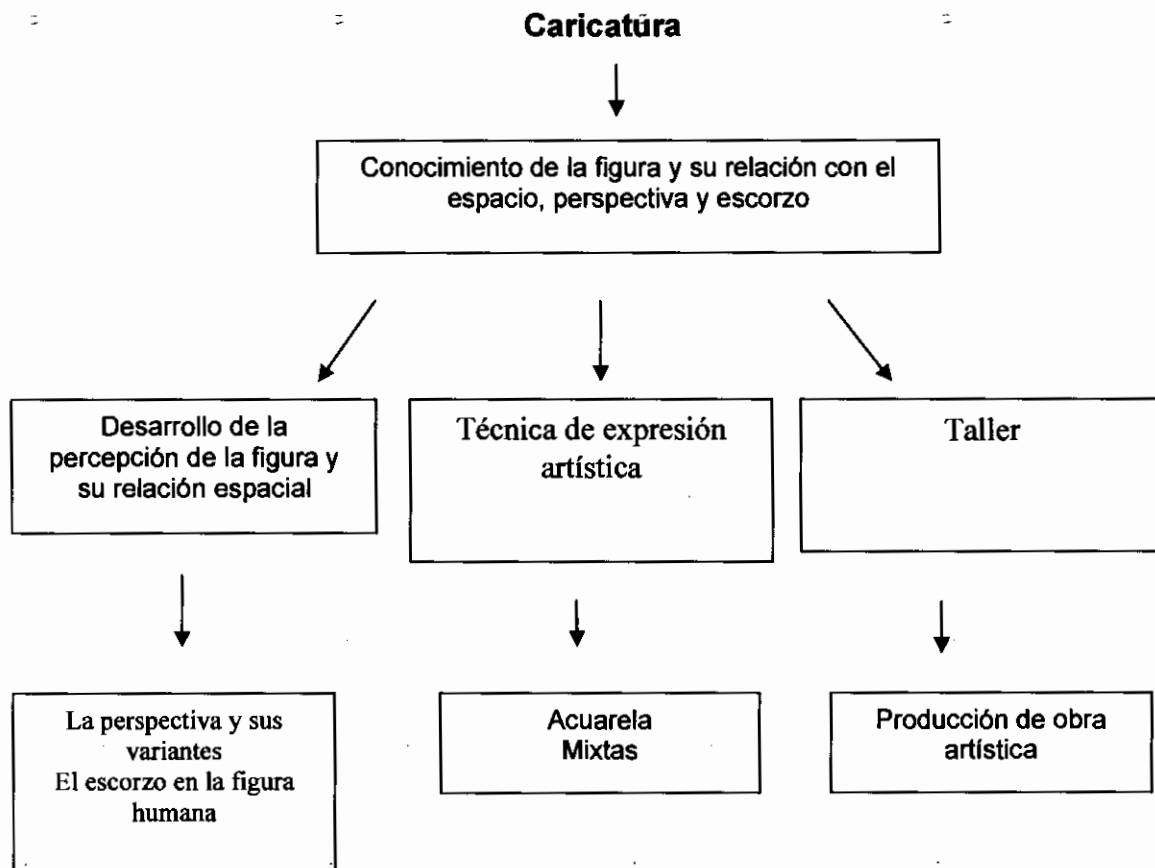 Caricatura
Conocimiento de la figura y su relación con el
espacio, perspectiva y escorzo
Desarrollo de la
percepción de la figura y
su relación espacial
Técnica de expresión
artística
Taller
La perspectiva y sus
variantes
El escorzo en la figura
humana
Acuarela
Mixtas
Producción de obra
artística